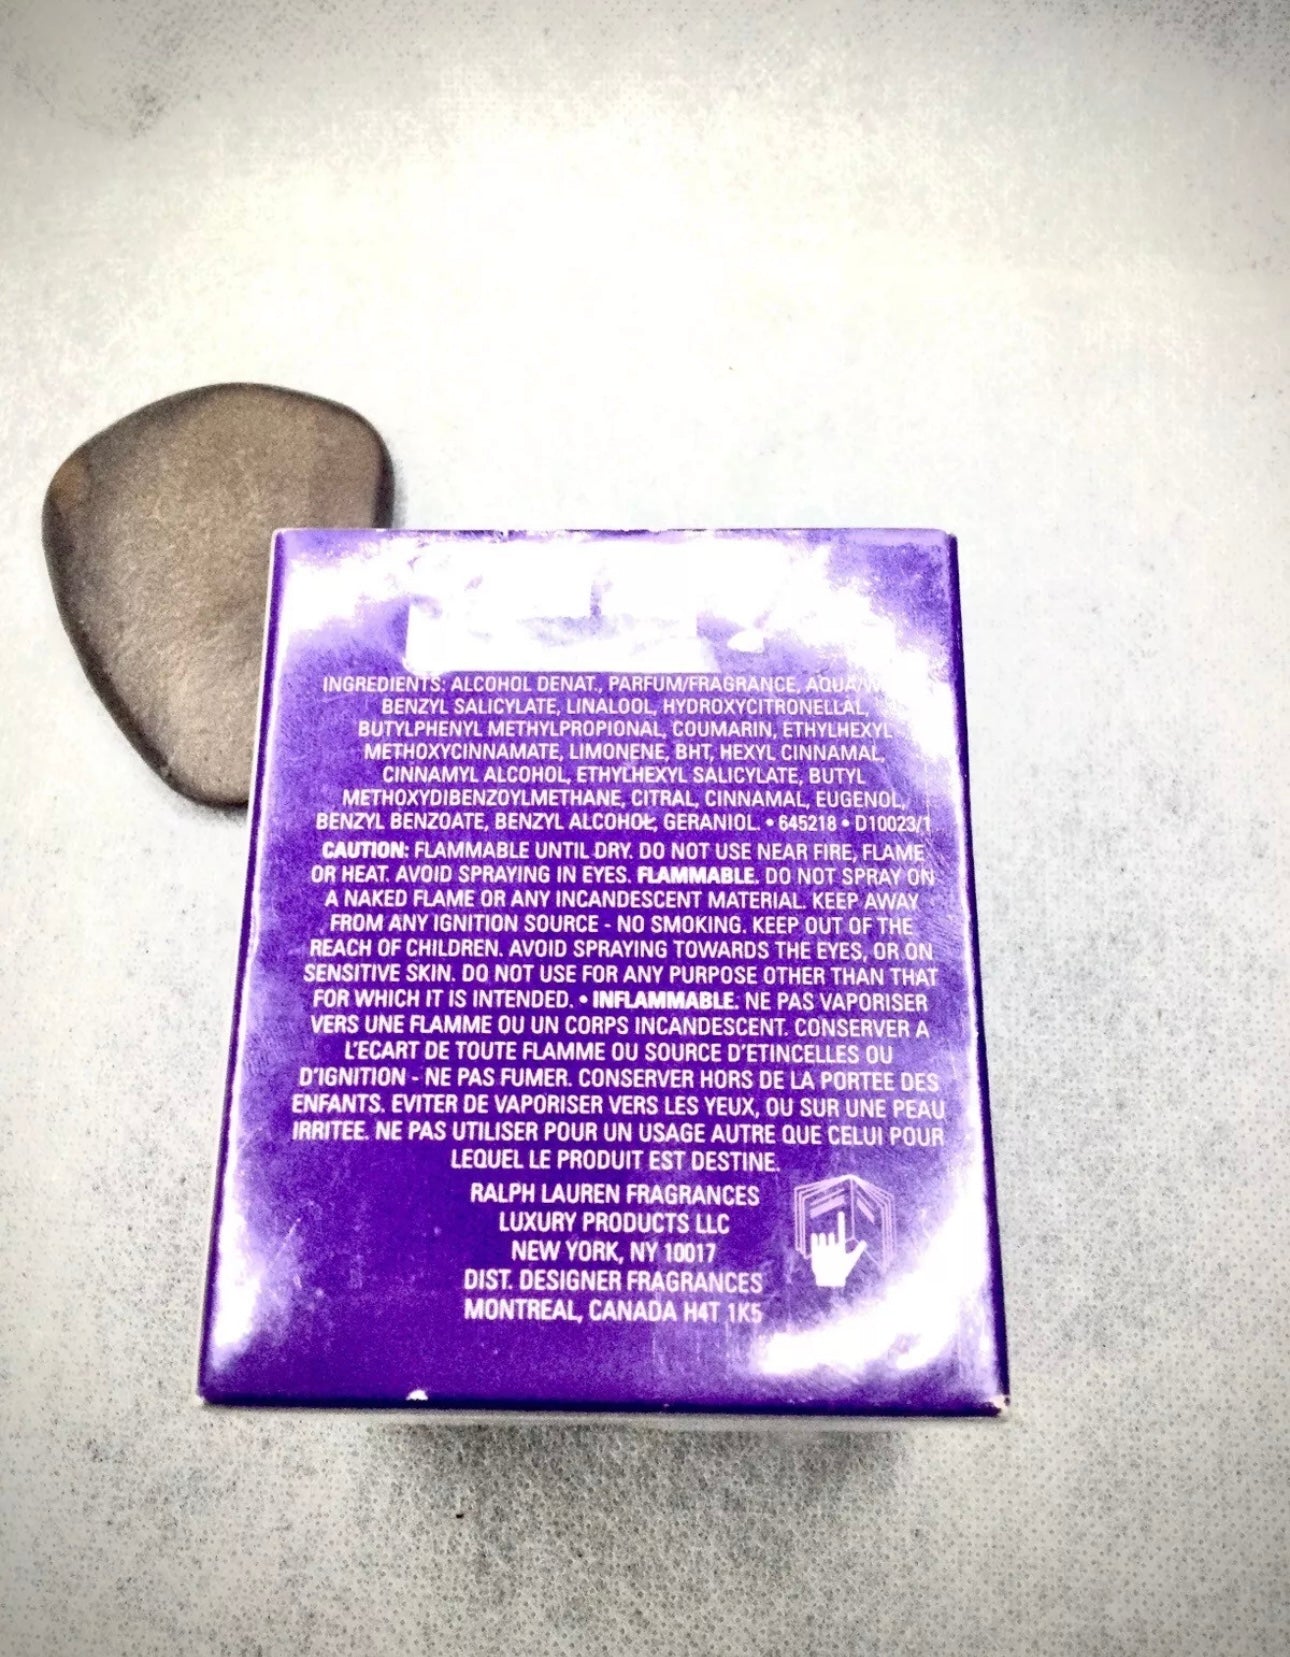 INGREDIENTS: ALCOHOL DENAT., PARFUM/FRAGRANCE, AQUA/
BENZYL SALICYLATE, LINALOOL, HYDROXYCITRONELLAL,
BUTYLPHENYL METHYLPROPIONAL, COUMARIN, ETHYLHEXYL
METHOXYCINNAMATE, LIMONENE, BHT, HEXYL CINNAMAL,
CINNAMYL ALCOHOL, ETHYLHEXYL SALICYLATE, BUTYL
METHOXYDIBENZOYLMETHANE, CITRAL, CINNAMAL, EUGENOL,
BENZYL BENZOATE, BENZYL ALCOHOL, GERANIOL. • 645218 • D10023/1
CAUTION: FLAMMABLE UNTIL DRY. DO NOT USE NEAR FIRE, FLAME
OR HEAT. AVOID SPRAYING IN EYES. FLAMMABLE. DO NOT SPRAY ON
A NAKED FLAME OR ANY INCANDESCENT MATERIAL. KEEP AWAY
FROM ANY IGNITION SOURCE - NO SMOKING. KEEP OUT OF THE
REACH OF CHILDREN. AVOID SPRAYING TOWARDS THE EYES, OR ON
SENSITIVE SKIN. DO NOT USE FOR ANY PURPOSE OTHER THAN THAT
FOR WHICH IT IS INTENDED. • INFLAMMABLE. NE PAS VAPORISER
VERS UNE FLAMME OU UN CORPS INCANDESCENT. CONSERVER A
L'ECART DE TOUTE FLAMME OU SOURCE D'ETINCELLES OU
D'IGNITION - NE PAS FUMER. CONSERVER HORS DE LA PORTEE DES
ENFANTS. EVITER DE VAPORISER VERS LES YEUX, OU SUR UNE PEAU
IRRITEE. NE PAS UTILISER POUR UN USAGE AUTRE QUE CELUI POUR
LEQUEL LE PRODUIT EST DESTINE.
RALPH LAUREN FRAGRANCES
LUXURY PRODUCTS LLC
NEW YORK, NY 10017
DIST. DESIGNER FRAGRANCES
MONTREAL, CANADA H4T 1K5